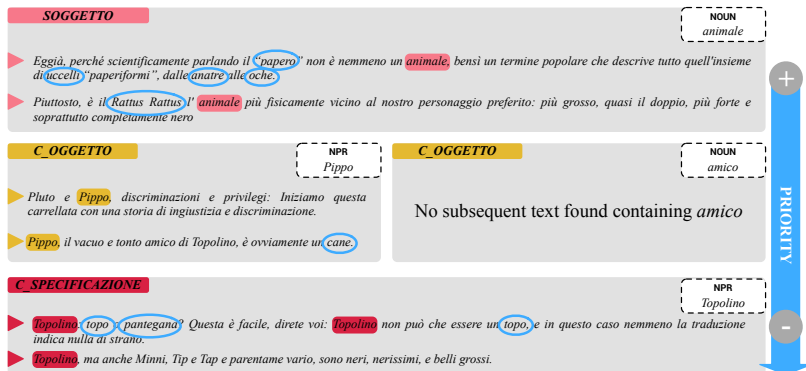 SOGGETTO
NOUN
animale
Eggià, perché scientificamente parlando il “papero” non è nemmeno un animale, bensì un termine popolare che descrive tutto quell'insieme
di uccelli “paperiformi”, dalle anatre alle oche.
Piuttosto, è il Rattus Rattus l' animale più fisicamente vicino al nostro personaggio preferito: più grosso, quasi il doppio, più forte e
soprattutto completamente nero
+
C_OGGETTO
NPR
Pippo
Pluto e Pippo, discriminazioni e privilegi: Iniziamo questa
carrellata con una storia di ingiustizia e discriminazione.
Pippo, il vacuo e tonto amico di Topolino, è ovviamente un cane.
C_OGGETTO
NOUN
amico
No subsequent text found containing amico
PRIORITY
C_SPECIFICAZIONE
NPR
Topolino
Topolino: topo o pantegana? Questa è facile, direte voi: Topolino non può che essere un topo, e in questo caso nemmeno la traduzione
indica nulla di strano.
Topolino, ma anche Minni, Tip e Tap e parentame vario, sono neri, nerissimi, e belli grossi.
-